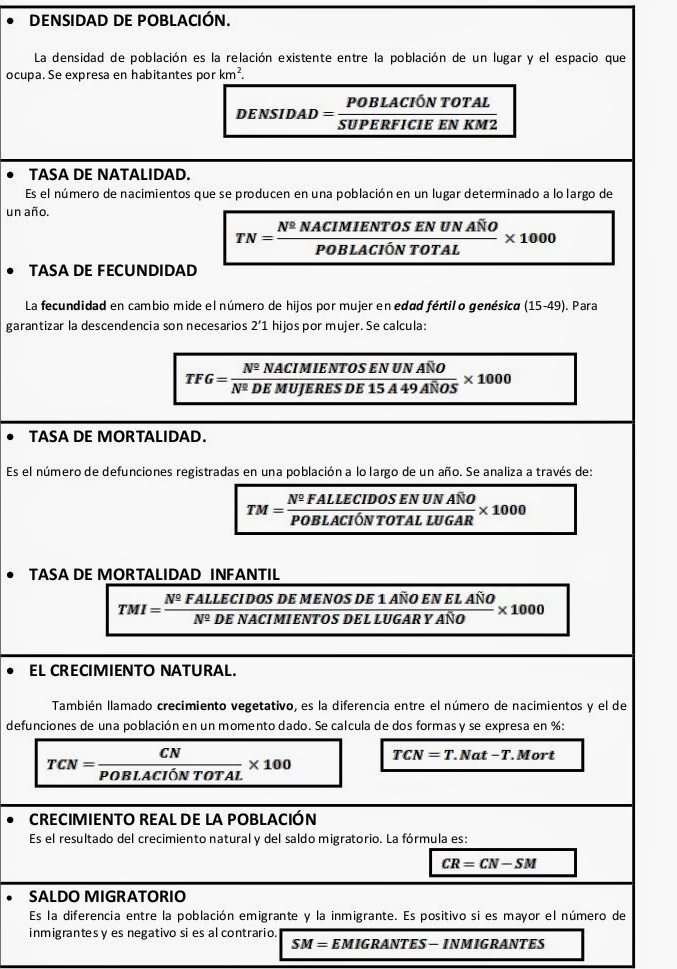 • DENSIDAD DE POBLACIÓN.
La densidad de población es la relación existente entre la población de un lugar y el espacio que
ocupa. Se expresa en habitantes por km².
DENSIDAD = POBLACIÓN TOTAL / SUPERFICIE EN KM2
• TASA DE NATALIDAD.
Es el número de nacimientos que se producen en una población en un lugar determinado a lo largo de
un año.
TN = Nº NACIMIENTOS EN UN AÑO / POBLACIÓN TOTAL × 1000
• TASA DE FECUNDIDAD
La fecundidad en cambio mide el número de hijos por mujer en edad fértil o genésica (15-49). Para
garantizar la descendencia son necesarios 2’1 hijos por mujer. Se calcula:
TFG = Nº NACIMIENTOS EN UN AÑO / Nº DE MUJERES DE 15 A 49 AÑOS × 1000
• TASA DE MORTALIDAD.
Es el número de defunciones registradas en una población a lo largo de un año. Se analiza a través de:
TM = Nº FALLECIDOS EN UN AÑO / POBLACIÓN TOTAL LUGAR × 1000
• TASA DE MORTALIDAD INFANTIL
TMI = Nº FALLECIDOS DE MENOS DE 1 AÑO EN EL AÑO / Nº DE NACIMIENTOS DEL LUGAR Y AÑO × 1000
• EL CRECIMIENTO NATURAL.
También llamado crecimiento vegetativo, es la diferencia entre el número de nacimientos y el de
defunciones de una población en un momento dado. Se calcula de dos formas y se expresa en %:
TCN = CN / POBLACIÓN TOTAL × 100
TCN = T.Nat – T.Mort
• CRECIMIENTO REAL DE LA POBLACIÓN
Es el resultado del crecimiento natural y del saldo migratorio. La fórmula es:
CR = CN – SM
• SALDO MIGRATORIO
Es la diferencia entre la población emigrante y la inmigrante. Es positivo si es mayor el número de
inmigrantes y es negativo si es al contrario.
SM = EMIGRANTES – INMIGRANTES